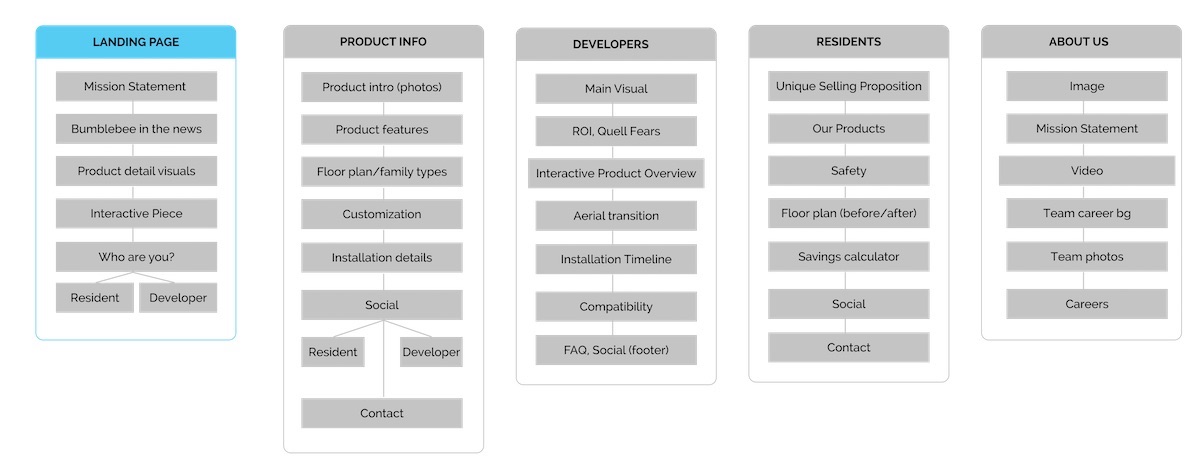 LANDING PAGE
Mission Statement
Bumblebee in the news
Product detail visuals
Interactive Piece
Who are you?
Resident
Developer
PRODUCT INFO
Product intro (photos)
Product features
Floor plan/family types
Customization
Installation details
Social
Resident
Developer
Contact
DEVELOPERS
Main Visual
ROI, Quell Fears
Interactive Product Overview
Aerial transition
Installation Timeline
Compatibility
FAQ, Social (footer)
RESIDENTS
Unique Selling Proposition
Our Products
Safety
Floor plan (before/after)
Savings calculator
Social
Contact
ABOUT US
Image
Mission Statement
Video
Team career bg
Team photos
Careers